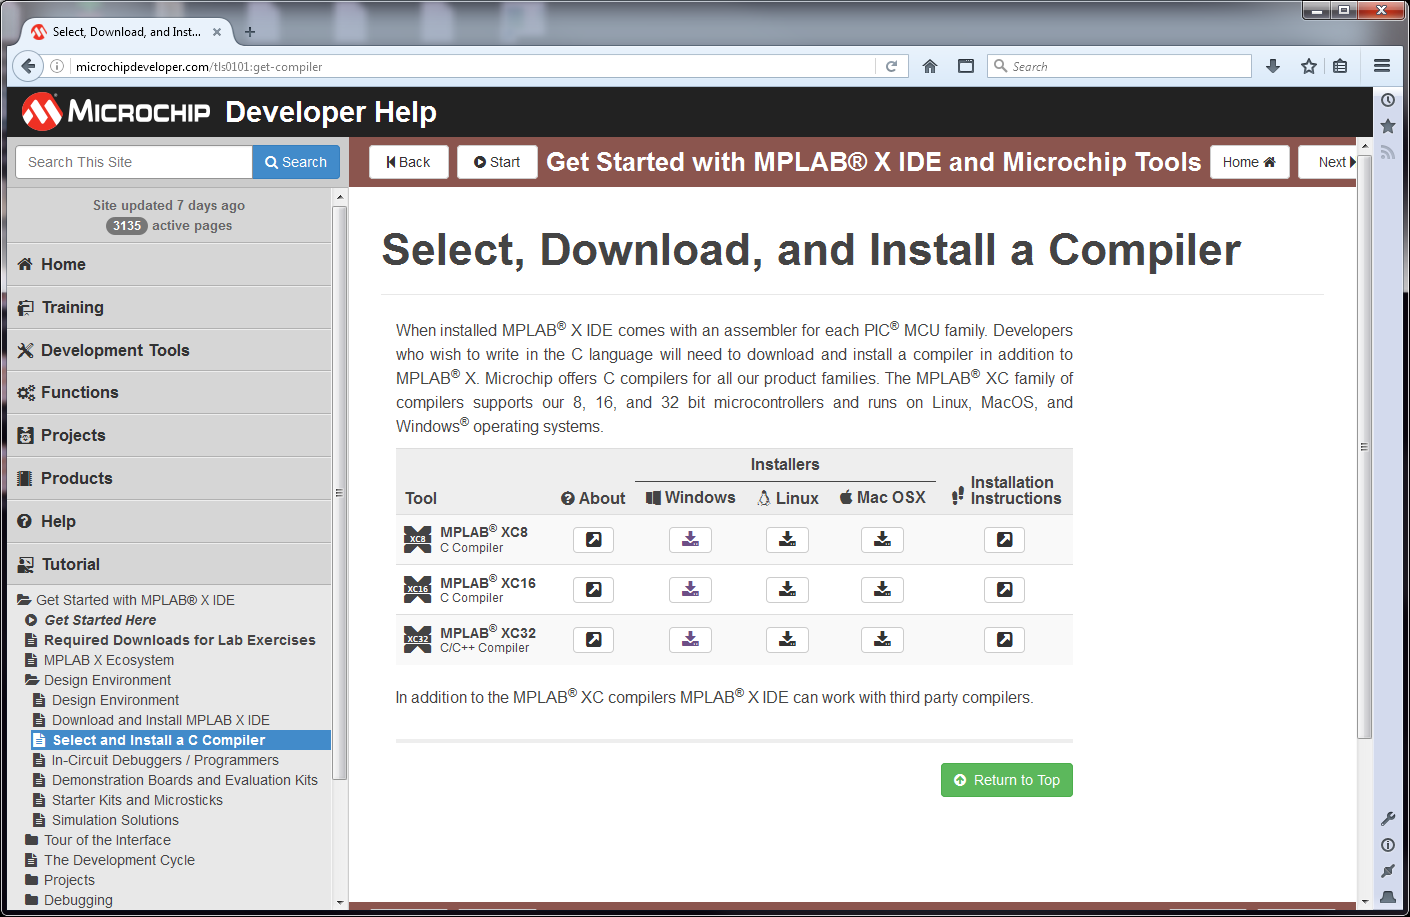 Select, Download, and Inst...
microchipdeveloper.com/tls0101:get-compiler
Search
MICROCHIP Developer Help
Search This Site
Search
Back
Start
Get Started with MPLAB® X IDE and Microchip Tools
Home
Next
Site updated 7 days ago
3135 active pages
Home
Training
Development Tools
Functions
Projects
Products
Help
Tutorial
Get Started with MPLAB® X IDE
Get Started Here
Required Downloads for Lab Exercises
MPLAB X Ecosystem
Design Environment
Design Environment
Download and Install MPLAB X IDE
Select and Install a C Compiler
In-Circuit Debuggers / Programmers
Demonstration Boards and Evaluation Kits
Starter Kits and Microsticks
Simulation Solutions
Tour of the Interface
The Development Cycle
Projects
Debugging
Select, Download, and Install a Compiler
When installed MPLAB® X IDE comes with an assembler for each PIC® MCU family. Developers
who wish to write in the C language will need to download and install a compiler in addition to
MPLAB® X. Microchip offers C compilers for all our product families. The MPLAB® XC family of
compilers supports our 8, 16, and 32 bit microcontrollers and runs on Linux, MacOS, and
Windows® operating systems.
Installers
Tool About Windows Linux Mac OSX Installation
Instructions
XC8 MPLAB® XC8
C Compiler
XC16 MPLAB® XC16
C Compiler
XC32 MPLAB® XC32
C/C++ Compiler
In addition to the MPLAB® XC compilers MPLAB® X IDE can work with third party compilers.
Return to Top